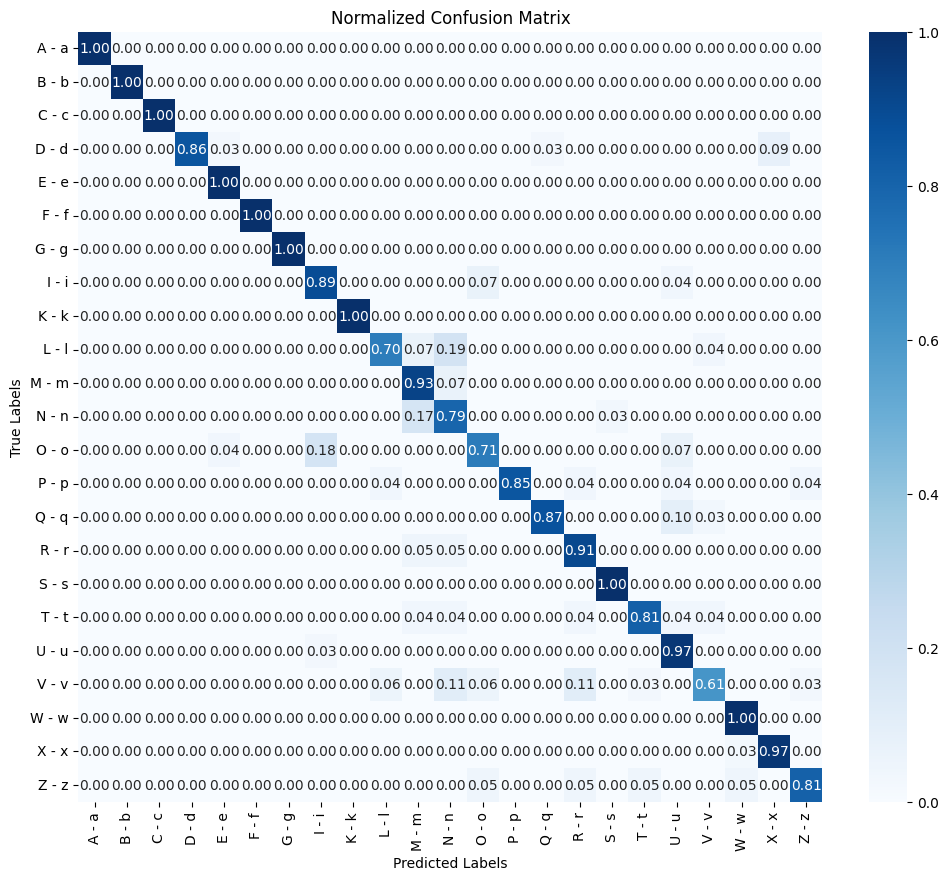 Normalized Confusion Matrix
A - a 1.00 0.00 0.00 0.00 0.00 0.00 0.00 0.00 0.00 0.00 0.00 0.00 0.00 0.00 0.00 0.00 0.00 0.00 0.00 0.00 0.00 0.00 0.00
B - b 0.00 1.00 0.00 0.00 0.00 0.00 0.00 0.00 0.00 0.00 0.00 0.00 0.00 0.00 0.00 0.00 0.00 0.00 0.00 0.00 0.00 0.00 0.00
C - c 0.00 0.00 1.00 0.00 0.00 0.00 0.00 0.00 0.00 0.00 0.00 0.00 0.00 0.00 0.00 0.00 0.00 0.00 0.00 0.00 0.00 0.00 0.00
D - d 0.00 0.00 0.00 0.86 0.03 0.00 0.00 0.00 0.00 0.00 0.00 0.00 0.00 0.00 0.03 0.00 0.00 0.00 0.00 0.00 0.00 0.09 0.00
E - e 0.00 0.00 0.00 0.00 1.00 0.00 0.00 0.00 0.00 0.00 0.00 0.00 0.00 0.00 0.00 0.00 0.00 0.00 0.00 0.00 0.00 0.00 0.00
F - f 0.00 0.00 0.00 0.00 0.00 1.00 0.00 0.00 0.00 0.00 0.00 0.00 0.00 0.00 0.00 0.00 0.00 0.00 0.00 0.00 0.00 0.00 0.00
G - g 0.00 0.00 0.00 0.00 0.00 0.00 1.00 0.00 0.00 0.00 0.00 0.00 0.00 0.00 0.00 0.00 0.00 0.00 0.00 0.00 0.00 0.00 0.00
I - i 0.00 0.00 0.00 0.00 0.00 0.00 0.00 0.89 0.00 0.00 0.00 0.00 0.07 0.00 0.00 0.00 0.00 0.00 0.04 0.00 0.00 0.00 0.00
K - k 0.00 0.00 0.00 0.00 0.00 0.00 0.00 0.00 1.00 0.00 0.00 0.00 0.00 0.00 0.00 0.00 0.00 0.00 0.00 0.00 0.00 0.00 0.00
L - l 0.00 0.00 0.00 0.00 0.00 0.00 0.00 0.00 0.00 0.70 0.07 0.19 0.00 0.00 0.00 0.00 0.00 0.00 0.00 0.04 0.00 0.00 0.00
M - m 0.00 0.00 0.00 0.00 0.00 0.00 0.00 0.00 0.00 0.00 0.93 0.07 0.00 0.00 0.00 0.00 0.00 0.00 0.00 0.00 0.00 0.00 0.00
N - n 0.00 0.00 0.00 0.00 0.00 0.00 0.00 0.00 0.00 0.00 0.17 0.79 0.00 0.00 0.00 0.00 0.03 0.00 0.00 0.00 0.00 0.00 0.00
O - o 0.00 0.00 0.00 0.00 0.04 0.00 0.00 0.18 0.00 0.00 0.00 0.00 0.71 0.00 0.00 0.00 0.00 0.00 0.07 0.00 0.00 0.00 0.00
P - p 0.00 0.00 0.00 0.00 0.00 0.00 0.00 0.00 0.00 0.04 0.00 0.00 0.00 0.85 0.00 0.04 0.00 0.00 0.04 0.00 0.00 0.00 0.04
Q - q 0.00 0.00 0.00 0.00 0.00 0.00 0.00 0.00 0.00 0.00 0.00 0.00 0.00 0.00 0.87 0.00 0.00 0.00 0.10 0.03 0.00 0.00 0.00
R - r 0.00 0.00 0.00 0.00 0.00 0.00 0.00 0.00 0.00 0.00 0.05 0.05 0.00 0.00 0.00 0.91 0.00 0.00 0.00 0.00 0.00 0.00 0.00
S - s 0.00 0.00 0.00 0.00 0.00 0.00 0.00 0.00 0.00 0.00 0.00 0.00 0.00 0.00 0.00 0.00 1.00 0.00 0.00 0.00 0.00 0.00 0.00
T - t 0.00 0.00 0.00 0.00 0.00 0.00 0.00 0.00 0.00 0.00 0.04 0.04 0.00 0.00 0.00 0.04 0.00 0.81 0.04 0.04 0.00 0.00 0.00
U - u 0.00 0.00 0.00 0.00 0.00 0.00 0.00 0.03 0.00 0.00 0.00 0.00 0.00 0.00 0.00 0.00 0.00 0.00 0.97 0.00 0.00 0.00 0.00
V - v 0.00 0.00 0.00 0.00 0.00 0.00 0.00 0.00 0.00 0.06 0.00 0.11 0.06 0.00 0.00 0.11 0.00 0.03 0.00 0.61 0.00 0.00 0.03
W - w 0.00 0.00 0.00 0.00 0.00 0.00 0.00 0.00 0.00 0.00 0.00 0.00 0.00 0.00 0.00 0.00 0.00 0.00 0.00 0.00 1.00 0.00 0.00
X - x 0.00 0.00 0.00 0.00 0.00 0.00 0.00 0.00 0.00 0.00 0.00 0.00 0.00 0.00 0.00 0.00 0.00 0.00 0.00 0.00 0.03 0.97 0.00
Z - z 0.00 0.00 0.00 0.00 0.00 0.00 0.00 0.00 0.00 0.00 0.00 0.00 0.05 0.00 0.00 0.05 0.00 0.05 0.00 0.00 0.05 0.00 0.81
A - a B - b C - c D - d E - e F - f G - g I - i K - k L - l M - m N - n O - o P - p Q - q R - r S - s T - t U - u V - v W - w X - x Z - z
Predicted Labels
True Labels
1.0
0.8
0.6
0.4
0.2
0.0